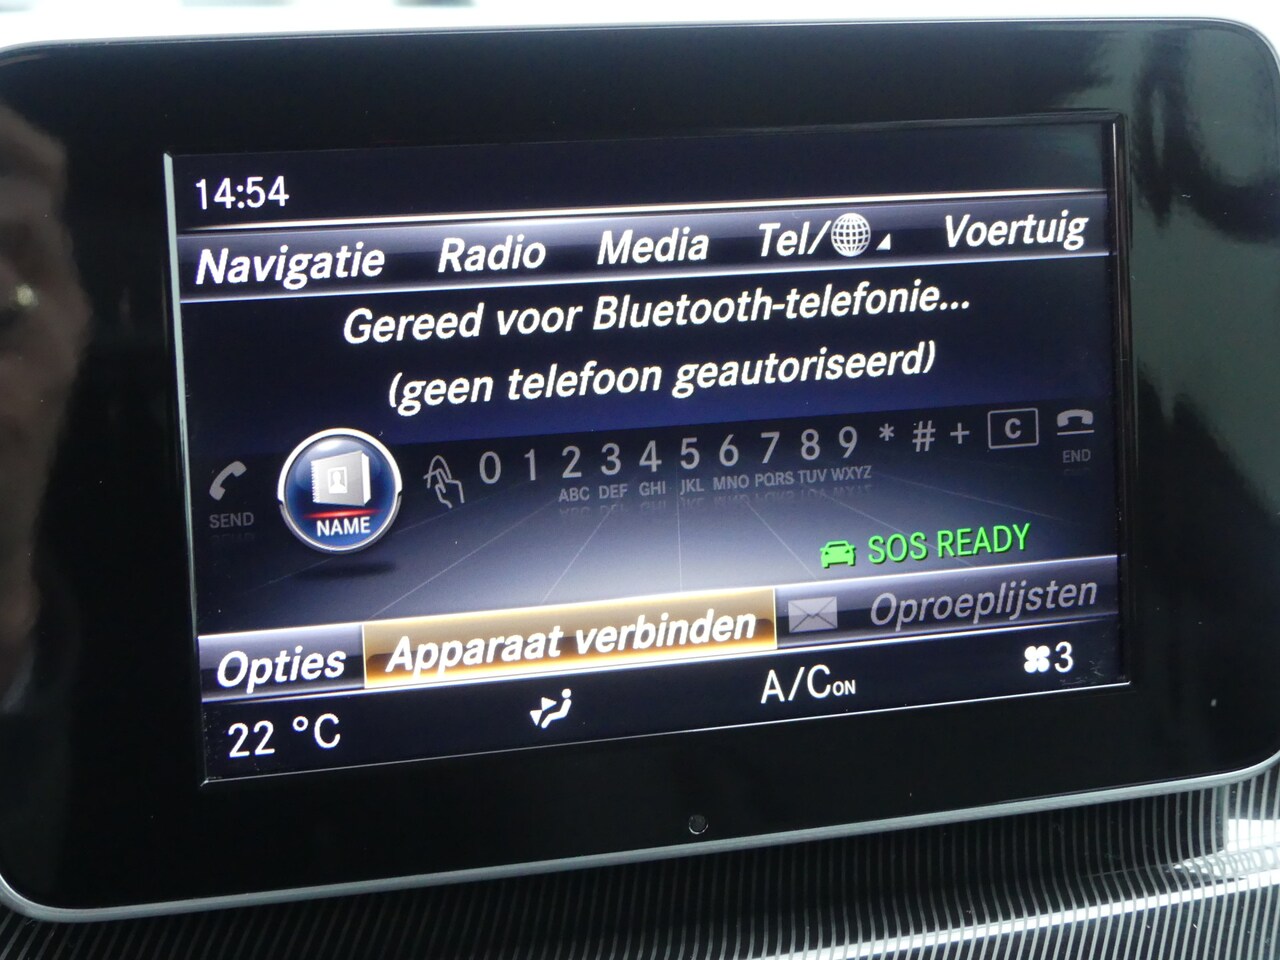 14:54
Navigatie Radio Media Tel/ Voertuig
Gereed voor Bluetooth-telefonie...
(geen telefoon geautoriseerd)
SEND NAME 0 1 2 3 4 5 6 7 8 9 * # + C END
ABC DEF GHI JKL MNO PQRS TUV WXYZ
SOS READY
Opties Apparaat verbinden Oproeplijsten
22 °C A/C ON 3